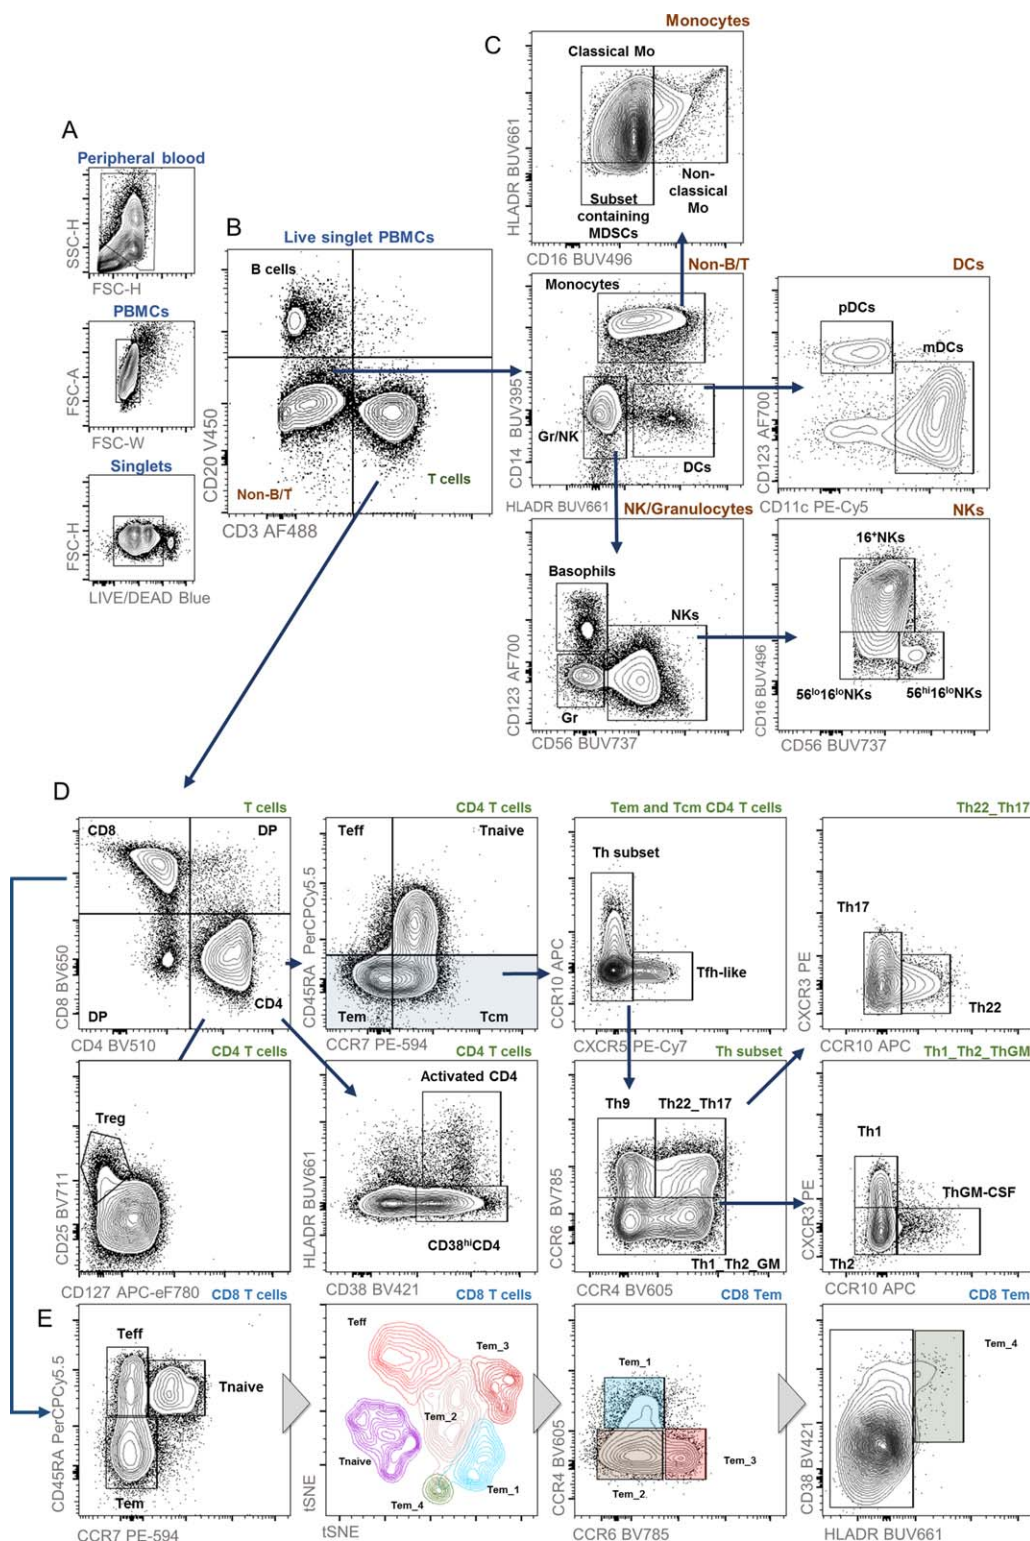 A
Peripheral blood
SSC-H
FSC-H
PBMCs
FSC-A
FSC-W
Singlets
FSC-H
LIVE/DEAD Blue
B
Live singlet PBMCs
B cells
CD20 V450
Non-B/T
T cells
CD3 AF488
C
Monocytes
Classical Mo
HLADR BUV661
Subset
containing
MDSCs
Non-
classical
Mo
CD16 BUV496
Non-B/T
Monocytes
CD14 BUV395
Gr/NK
DCs
HLADR BUV661
DCs
pDCs
mDCs
CD123 AF700
CD11c PE-Cy5
NK/Granulocytes
Basophils
NKs
CD123 AF700
Gr
CD56 BUV737
NKs
16⁺NKs
CD16 BUV496
56ˡᵒ16ˡᵒNKs
56ʰⁱ16ˡᵒNKs
CD56 BUV737
D
T cells
CD8
DP
CD8 BV650
DP
CD4
CD4 BV510
CD4 T cells
Teff
Tnaive
CD45RA PerCPCy5.5
Tem
Tcm
CCR7 PE-594
Tem and Tcm CD4 T cells
Th subset
CCR10 APC
Tfh-like
CXCR5 PE-Cy7
Th22_Th17
Th17
CXCR3 PE
Th22
CCR10 APC
CD4 T cells
Treg
CD25 BV711
CD127 APC-eF780
CD4 T cells
Activated CD4
HLADR BUV661
CD38ʰⁱCD4
CD38 BV421
Th subset
Th9
Th22_Th17
CCR6 BV785
Th1_Th2_GM
CCR4 BV605
Th1_Th2_ThGM
Th1
ThGM-CSF
CXCR3 PE
Th2
CCR10 APC
E
CD8 T cells
Teff
Tnaive
CD45RA PerCPCy5.5
Tem
CCR7 PE-594
CD8 T cells
Teff
Tem_3
Tem_2
Tnaive
Tem_4
Tem_1
tSNE
tSNE
CD8 Tem
Tem_1
CCR4 BV605
Tem_3
Tem_2
CCR6 BV785
CD8 Tem
Tem_4
CD38 BV421
HLADR BUV661